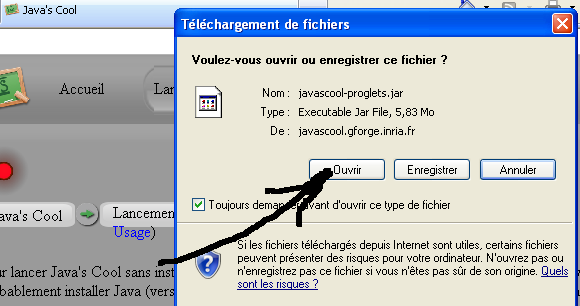 Java's Cool
Téléchargement de fichiers
Voulez-vous ouvrir ou enregistrer ce fichier ?
Nom : javascool-proglets.jar
Type : Executable Jar File, 5,83 Mo
De : javascool.gforge.inria.fr
Ouvrir Enregistrer Annuler
Toujours avant d'ouvrir ce type de fichier
Si les fichiers téléchargés depuis Internet sont utiles, certains fichiers
peuvent présenter des risques pour votre ordinateur. N'ouvrez pas ou
n'enregistrez pas ce fichier si vous n'êtes pas sûr de son origine. Quels
sont les risques ?
Accueil Lan
ava's Cool Lancemen
Usage)
ur lancer Java's Cool sans inst
bablement installer Java (vers